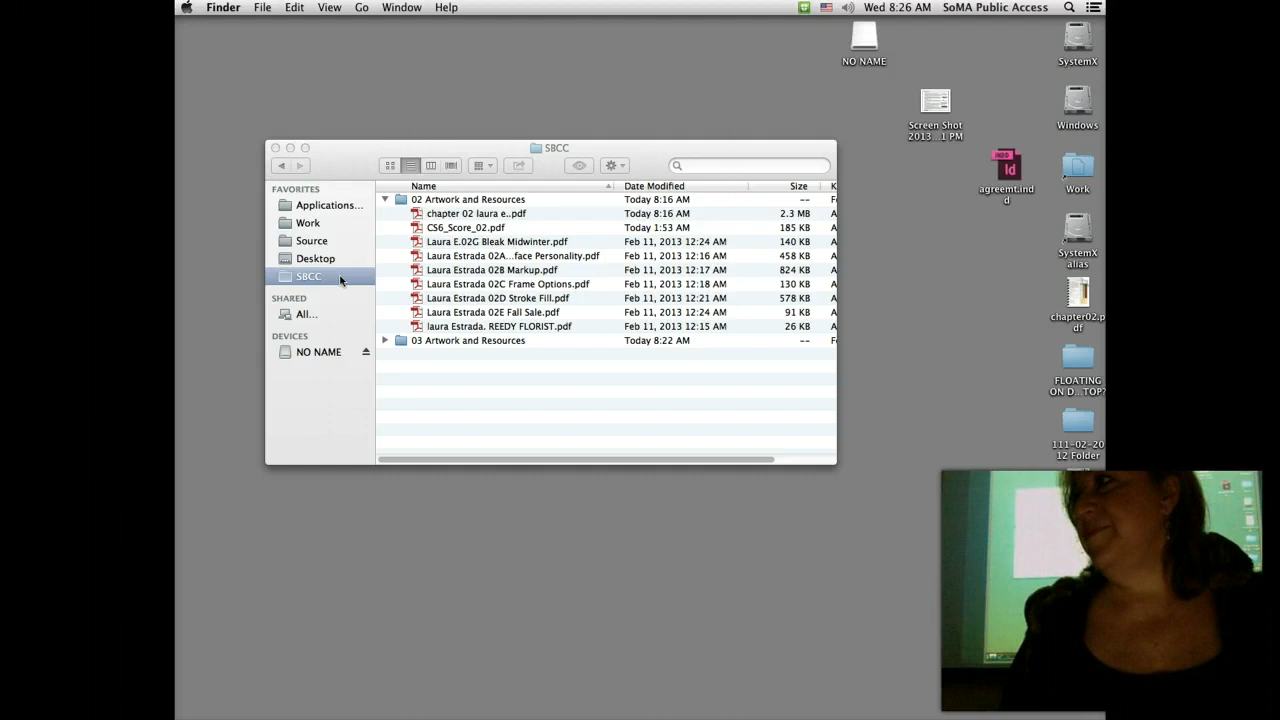 Finder File Edit View Go Window Help Wed 8:26 AM SoMA Public Access
NO NAME
SystemX
Screen Shot
2013...1 PM
Windows
INDD
Id
agreemt.ind
d
Work
SystemX
alias
chapter02.p
df
FLOATING
ON D...TOP?
111-02-20
12 Folder
SBCC
FAVORITES
Applications...
Work
Source
Desktop
SBCC
SHARED
All...
DEVICES
NO NAME
Name Date Modified Size K
02 Artwork and Resources Today 8:16 AM -- F
chapter 02 laura e..pdf Today 8:16 AM 2.3 MB A
CS6_Score_02.pdf Today 1:53 AM 185 KB A
Laura E.02G Bleak Midwinter.pdf Feb 11, 2013 12:24 AM 140 KB A
Laura Estrada 02A...face Personality.pdf Feb 11, 2013 12:16 AM 458 KB A
Laura Estrada 02B Markup.pdf Feb 11, 2013 12:17 AM 824 KB A
Laura Estrada 02C Frame Options.pdf Feb 11, 2013 12:18 AM 130 KB A
Laura Estrada 02D Stroke Fill.pdf Feb 11, 2013 12:21 AM 578 KB A
Laura Estrada 02E Fall Sale.pdf Feb 11, 2013 12:24 AM 91 KB A
laura Estrada. REEDY FLORIST.pdf Feb 11, 2013 12:15 AM 26 KB A
03 Artwork and Resources Today 8:22 AM -- F